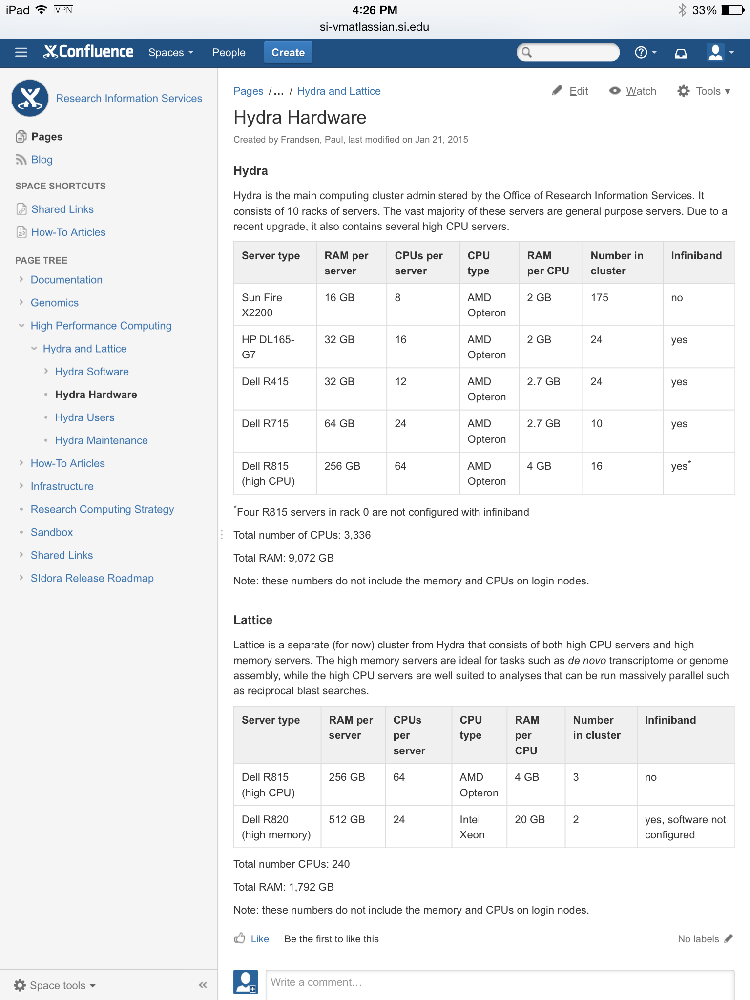 iPad VPN 4:26 PM 33%
si-vmatlassian.si.edu
Confluence Spaces People Create
Research Information Services
Pages
Blog
SPACE SHORTCUTS
Shared Links
How-To Articles
PAGE TREE
Documentation
Genomics
High Performance Computing
Hydra and Lattice
Hydra Software
Hydra Hardware
Hydra Users
Hydra Maintenance
How-To Articles
Infrastructure
Research Computing Strategy
Sandbox
Shared Links
SIdora Release Roadmap
Space tools
Pages /... / Hydra and Lattice Edit Watch Tools
Hydra Hardware
Created by Frandsen, Paul, last modified on Jan 21, 2015
Hydra
Hydra is the main computing cluster administered by the Office of Research Information Services. It
consists of 10 racks of servers. The vast majority of these servers are general purpose servers. Due to a
recent upgrade, it also contains several high CPU servers.
Server type RAM per CPUs per CPU RAM Number in Infiniband
server server type per CPU cluster
Sun Fire 16 GB 8 AMD 2 GB 175 no
X2200 Opteron
HP DL165- 32 GB 16 AMD 2 GB 24 yes
G7 Opteron
Dell R415 32 GB 12 AMD 2.7 GB 24 yes
Opteron
Dell R715 64 GB 24 AMD 2.7 GB 10 yes
Opteron
Dell R815 256 GB 64 AMD 4 GB 16 yes*
(high CPU) Opteron
*Four R815 servers in rack 0 are not configured with infiniband
Total number of CPUs: 3,336
Total RAM: 9,072 GB
Note: these numbers do not include the memory and CPUs on login nodes.
Lattice
Lattice is a separate (for now) cluster from Hydra that consists of both high CPU servers and high
memory servers. The high memory servers are ideal for tasks such as de novo transcriptome or genome
assembly, while the high CPU servers are well suited to analyses that can be run massively parallel such
as reciprocal blast searches.
Server type RAM per CPUs CPU RAM Number Infiniband
server per type per in cluster
server CPU
Dell R815 256 GB 64 AMD 4 GB 3 no
(high CPU) Opteron
Dell R820 512 GB 24 Intel 20 GB 2 yes, software not
(high memory) Xeon configured
Total number CPUs: 240
Total RAM: 1,792 GB
Note: these numbers do not include the memory and CPUs on login nodes.
Like Be the first to like this No labels
Write a comment…